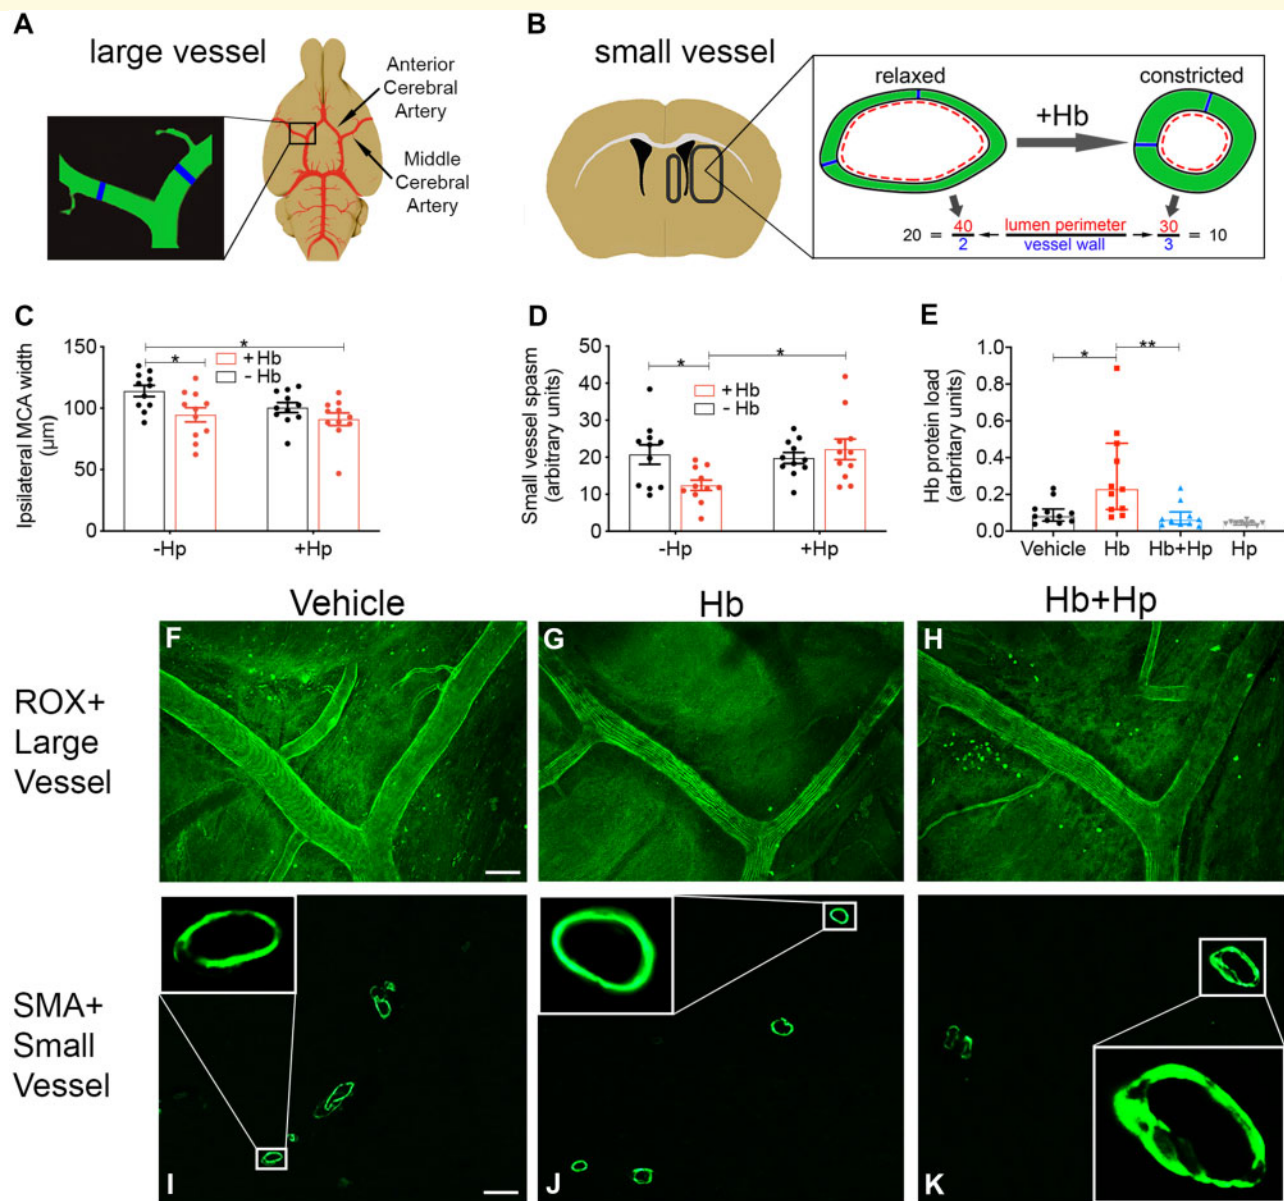 A
large vessel
Anterior
Cerebral
Artery
Middle
Cerebral
Artery
B
small vessel
relaxed
constricted
+Hb
20 = 40/2
lumen perimeter
vessel wall
30/3 = 10
C
Ipsilateral MCA width
(µm)
150
100
50
0
*
*
+ Hb
- Hb
-Hp
+Hp
D
Small vessel spasm
(arbitrary units)
50
40
30
20
10
0
*
*
+ Hb
- Hb
-Hp
+Hp
E
Hb protein load
(arbritary units)
1.0
0.8
0.6
0.4
0.2
0.0
*
**
Vehicle
Hb
Hb+Hp
Hp
Vehicle
Hb
Hb+Hp
ROX+
Large
Vessel
F
G
H
SMA+
Small
Vessel
I
J
K